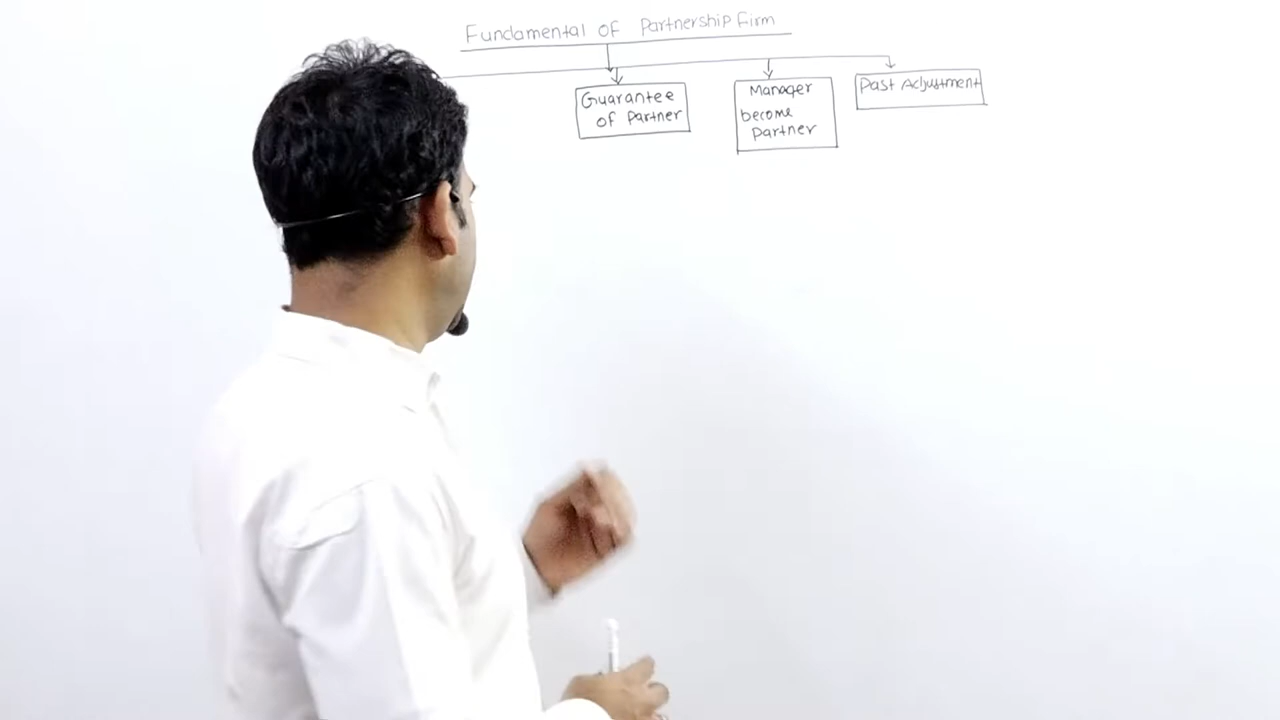 Fundamental of Partnership Firm
Guarantee
of Partner
Manager
become
Partner
Past Adjustment